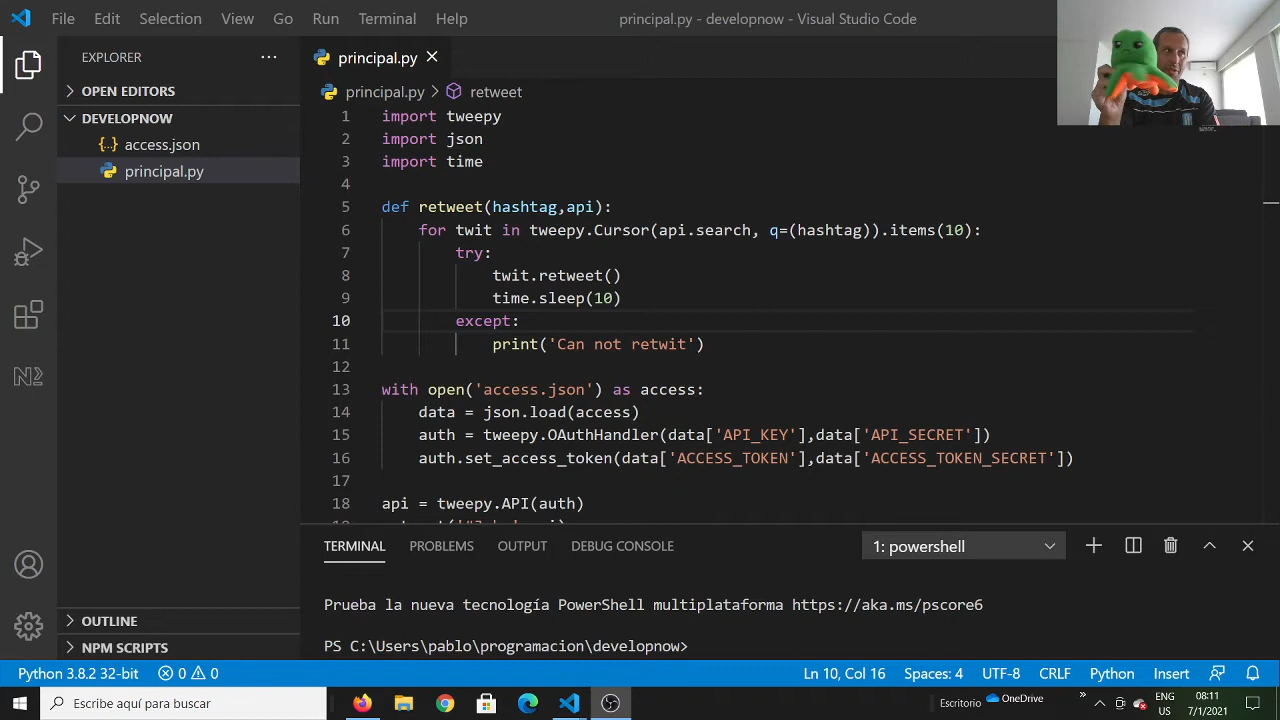 File Edit Selection View Go Run Terminal Help
principal.py - developnow - Visual Studio Code
EXPLORER
OPEN EDITORS
DEVELOPNOW
access.json
principal.py
OUTLINE
NPM SCRIPTS
principal.py
principal.py > retweet
1 import tweepy
2 import json
3 import time
4
5 def retweet(hashtag,api):
6 for twit in tweepy.Cursor(api.search, q=(hashtag)).items(10):
7 try:
8 twit.retweet()
9 time.sleep(10)
10 except:
11 print('Can not retwit')
12
13 with open('access.json') as access:
14 data = json.load(access)
15 auth = tweepy.OAuthHandler(data['API_KEY'],data['API_SECRET'])
16 auth.set_access_token(data['ACCESS_TOKEN'],data['ACCESS_TOKEN_SECRET'])
17
18 api = tweepy.API(auth)
TERMINAL PROBLEMS OUTPUT DEBUG CONSOLE
1: powershell
Prueba la nueva tecnología PowerShell multiplataforma https://aka.ms/pscore6
PS C:\Users\pablo\programacion\developnow>
Python 3.8.2 32-bit 0 0
Ln 10, Col 16 Spaces: 4 UTF-8 CRLF Python Insert
Escribe aquí para buscar
Escritorio OneDrive
ENG
US
08:11
7/1/2021